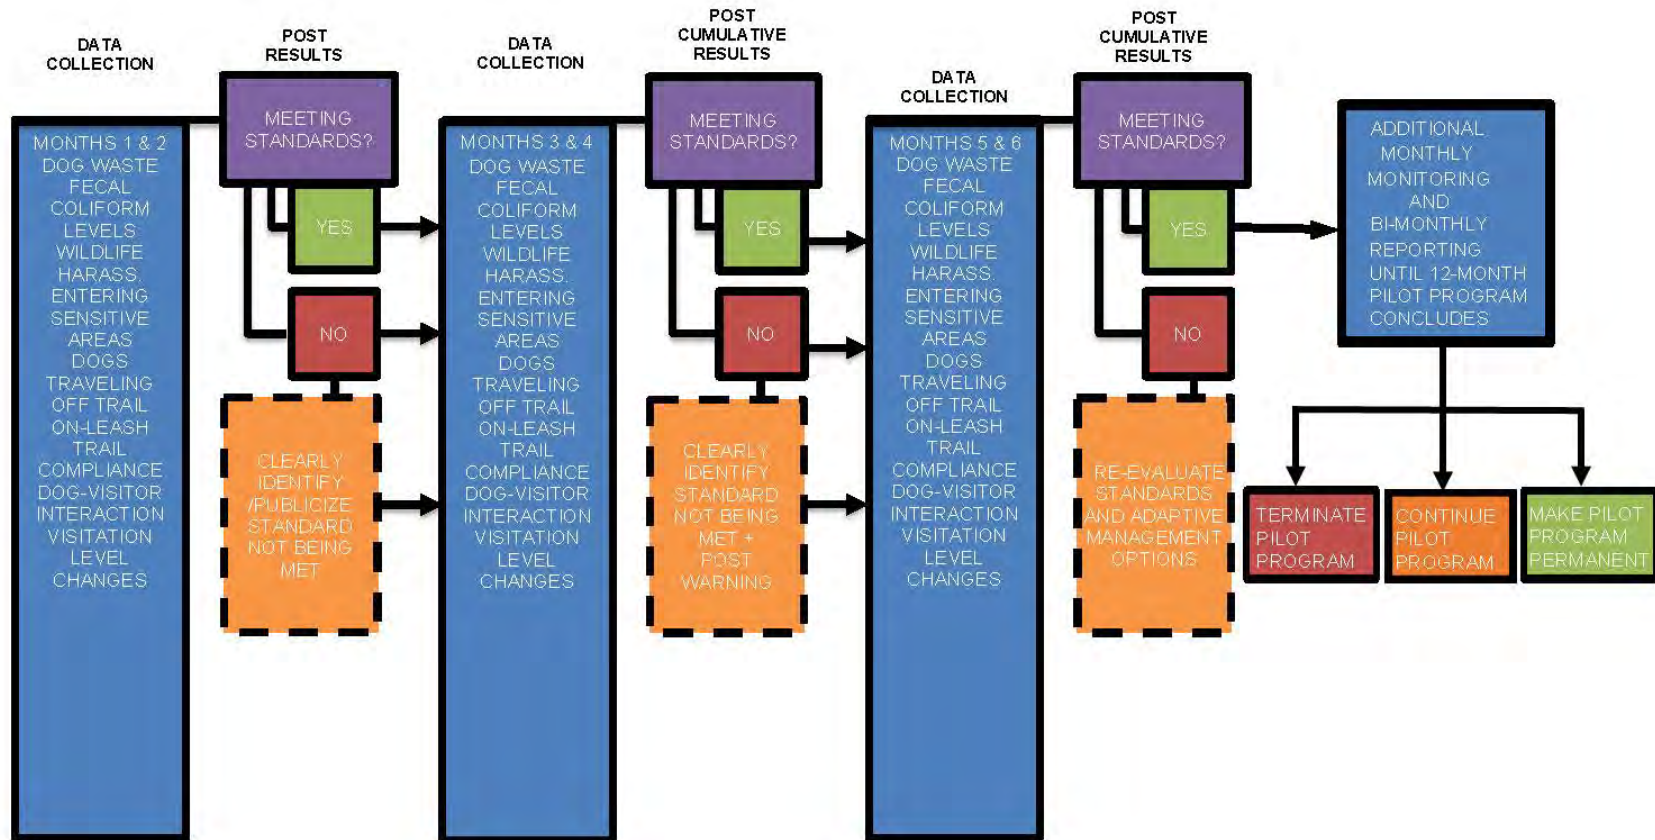 DATA
COLLECTION
POST
RESULTS
DATA
COLLECTION
POST
CUMULATIVE
RESULTS
DATA
COLLECTION
POST
CUMULATIVE
RESULTS
MONTHS 1 & 2
DOG WASTE
FECAL
COLIFORM
LEVELS
WILDLIFE
HARASS.
ENTERING
SENSITIVE
AREAS
DOGS
TRAVELING
OFF TRAIL
ON-LEASH
TRAIL
COMPLIANCE
DOG-VISITOR
INTERACTION
VISITATION
LEVEL
CHANGES
MEETING
STANDARDS?
YES
NO
CLEARLY
IDENTIFY
/PUBLICIZE
STANDARD
NOT BEING
MET
MONTHS 3 & 4
DOG WASTE
FECAL
COLIFORM
LEVELS
WILDLIFE
HARASS.
ENTERING
SENSITIVE
AREAS
DOGS
TRAVELING
OFF TRAIL
ON-LEASH
TRAIL
COMPLIANCE
DOG-VISITOR
INTERACTION
VISITATION
LEVEL
CHANGES
MEETING
STANDARDS?
YES
NO
CLEARLY
IDENTIFY
STANDARD
NOT BEING
MET +
POST
WARNING
MONTHS 5 & 6
DOG WASTE
FECAL
COLIFORM
LEVELS
WILDLIFE
HARASS.
ENTERING
SENSITIVE
AREAS
DOGS
TRAVELING
OFF TRAIL
ON-LEASH
TRAIL
COMPLIANCE
DOG-VISITOR
INTERACTION
VISITATION
LEVEL
CHANGES
MEETING
STANDARDS?
YES
NO
RE-EVALUATE
STANDARDS
AND ADAPTIVE
MANAGEMENT
OPTIONS
ADDITIONAL
MONTHLY
MONITORING
AND
BI-MONTHLY
REPORTING
UNTIL 12-MONTH
PILOT PROGRAM
CONCLUDES
TERMINATE
PILOT
PROGRAM
CONTINUE
PILOT
PROGRAM
MAKE PILOT
PROGRAM
PERMANENT